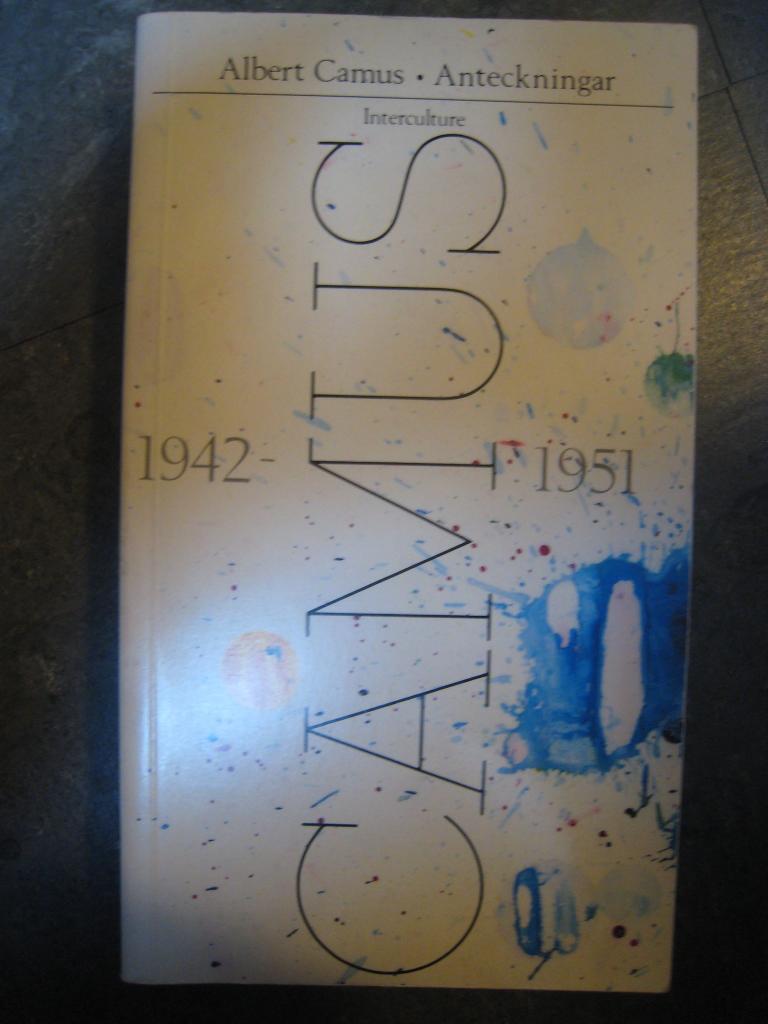 Albert Camus • Anteckningar
Interculture
CAMUS
1942-1951